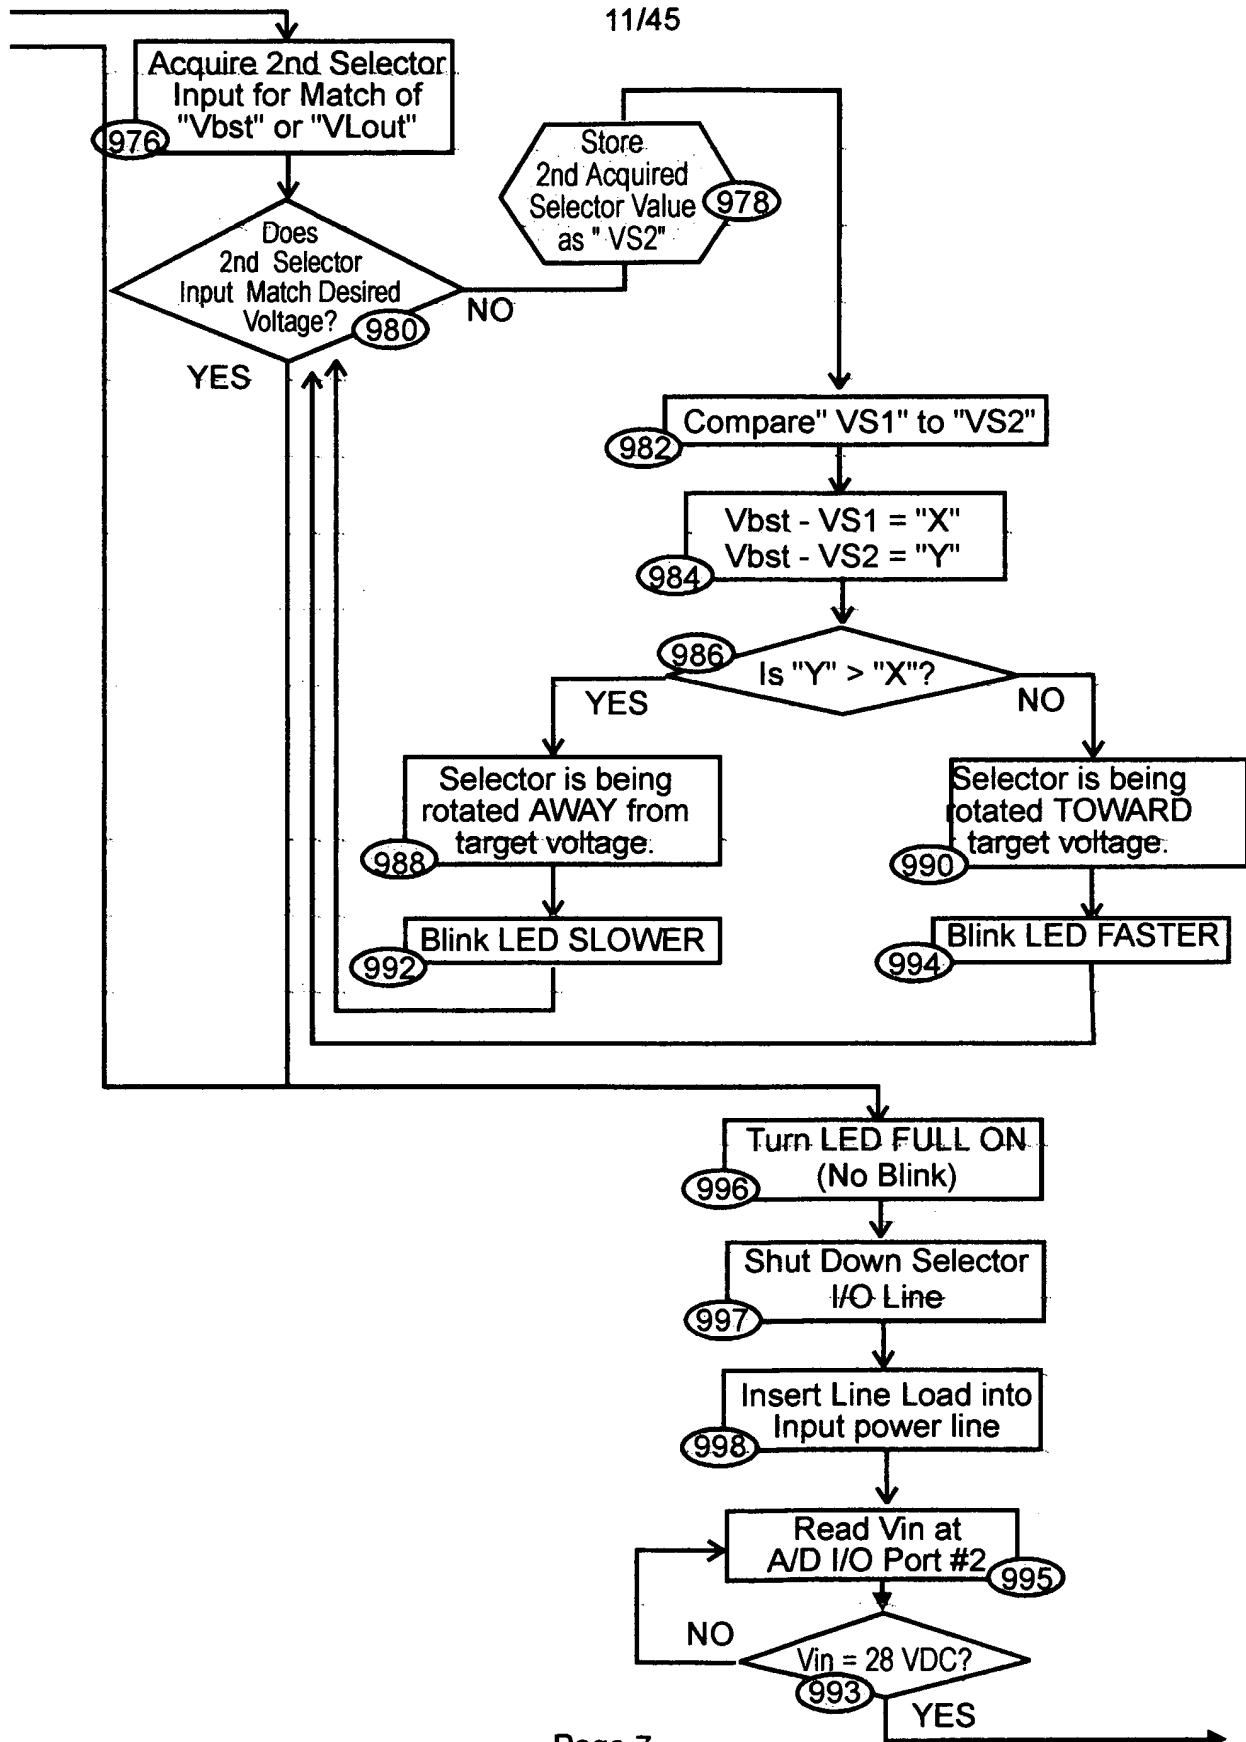 11/45
Acquire 2nd Selector
Input for Match of
"Vbst" or "VLout"
976
Store
2nd Acquired
Selector Value
as " VS2"
978
Does
2nd Selector
Input Match Desired
Voltage?
980
NO
YES
Compare" VS1" to "VS2"
982
Vbst - VS1 = "X"
Vbst - VS2 = "Y"
984
986
Is "Y" > "X"?
YES
NO
Selector is being
rotated AWAY from
target voltage.
988
Selector is being
rotated TOWARD
target voltage.
990
Blink LED SLOWER
992
Blink LED FASTER
994
Turn LED FULL ON
(No Blink)
996
Shut Down Selector
I/O Line
997
Insert Line Load into
Input power line
998
Read Vin at
A/D I/O Port #2
995
NO
Vin = 28 VDC?
993
YES
Page 7